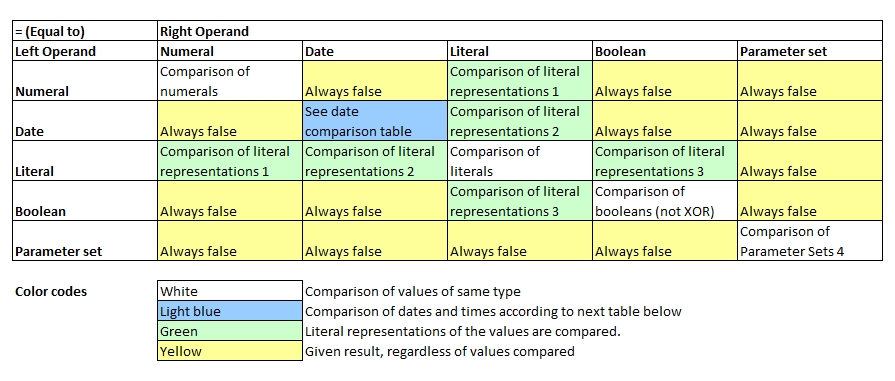 = (Equal to) Right Operand
Left Operand Numeral Date Literal Boolean Parameter set
Comparison of Comparison of literal
Numeral numerals Always false representations 1 Always false Always false
See date Comparison of literal
Date Always false comparison table representations 2 Always false Always false
Comparison of literal Comparison of literal Comparison of Comparison of literal
Literal representations 1 representations 2 literals representations 3 Always false
Comparison of literal Comparison of
Boolean Always false Always false representations 3 booleans (not XOR) Always false
Comparison of
Parameter set Always false Always false Always false Always false Parameter Sets 4
Color codes White Comparison of values of same type
Light blue Comparison of dates and times according to next table below
Green Literal representations of the values are compared.
Yellow Given result, regardless of values compared